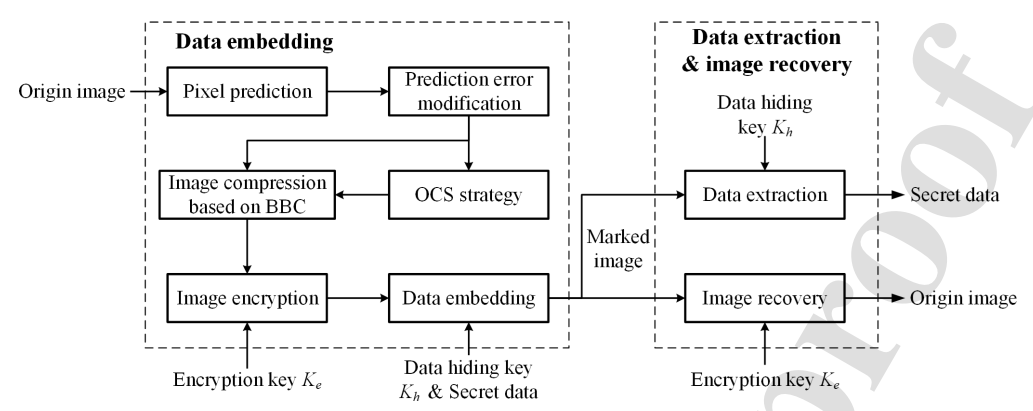 Data embedding
Origin image
Pixel prediction
Prediction error
modification
Image compression
based on BBC
OCS strategy
Image encryption
Data embedding
Encryption key Ke
Data hiding key
Kh & Secret data
Marked
image
Data extraction
& image recovery
Data hiding
key Kh
Data extraction
Secret data
Image recovery
Origin image
Encryption key Ke
proof